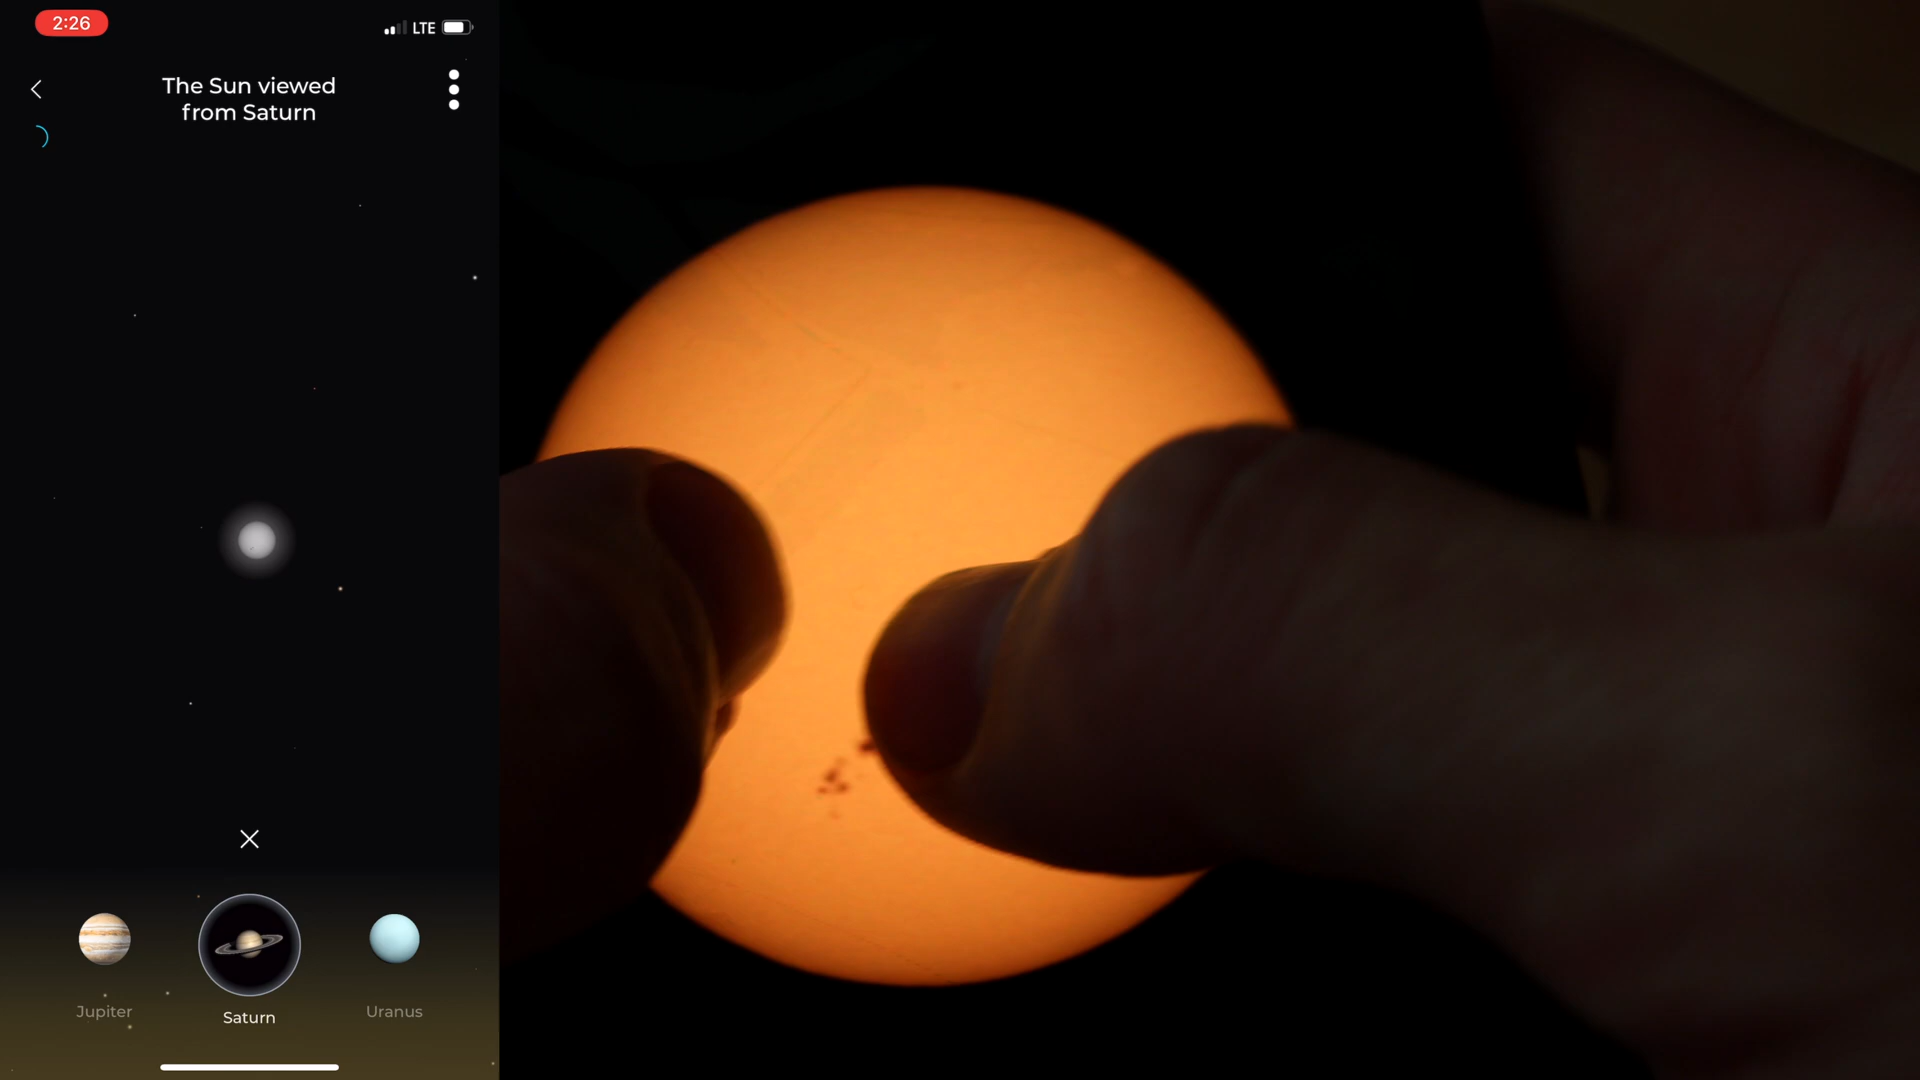 2:26
LTE
The Sun viewed
from Saturn
Jupiter
Saturn
Uranus